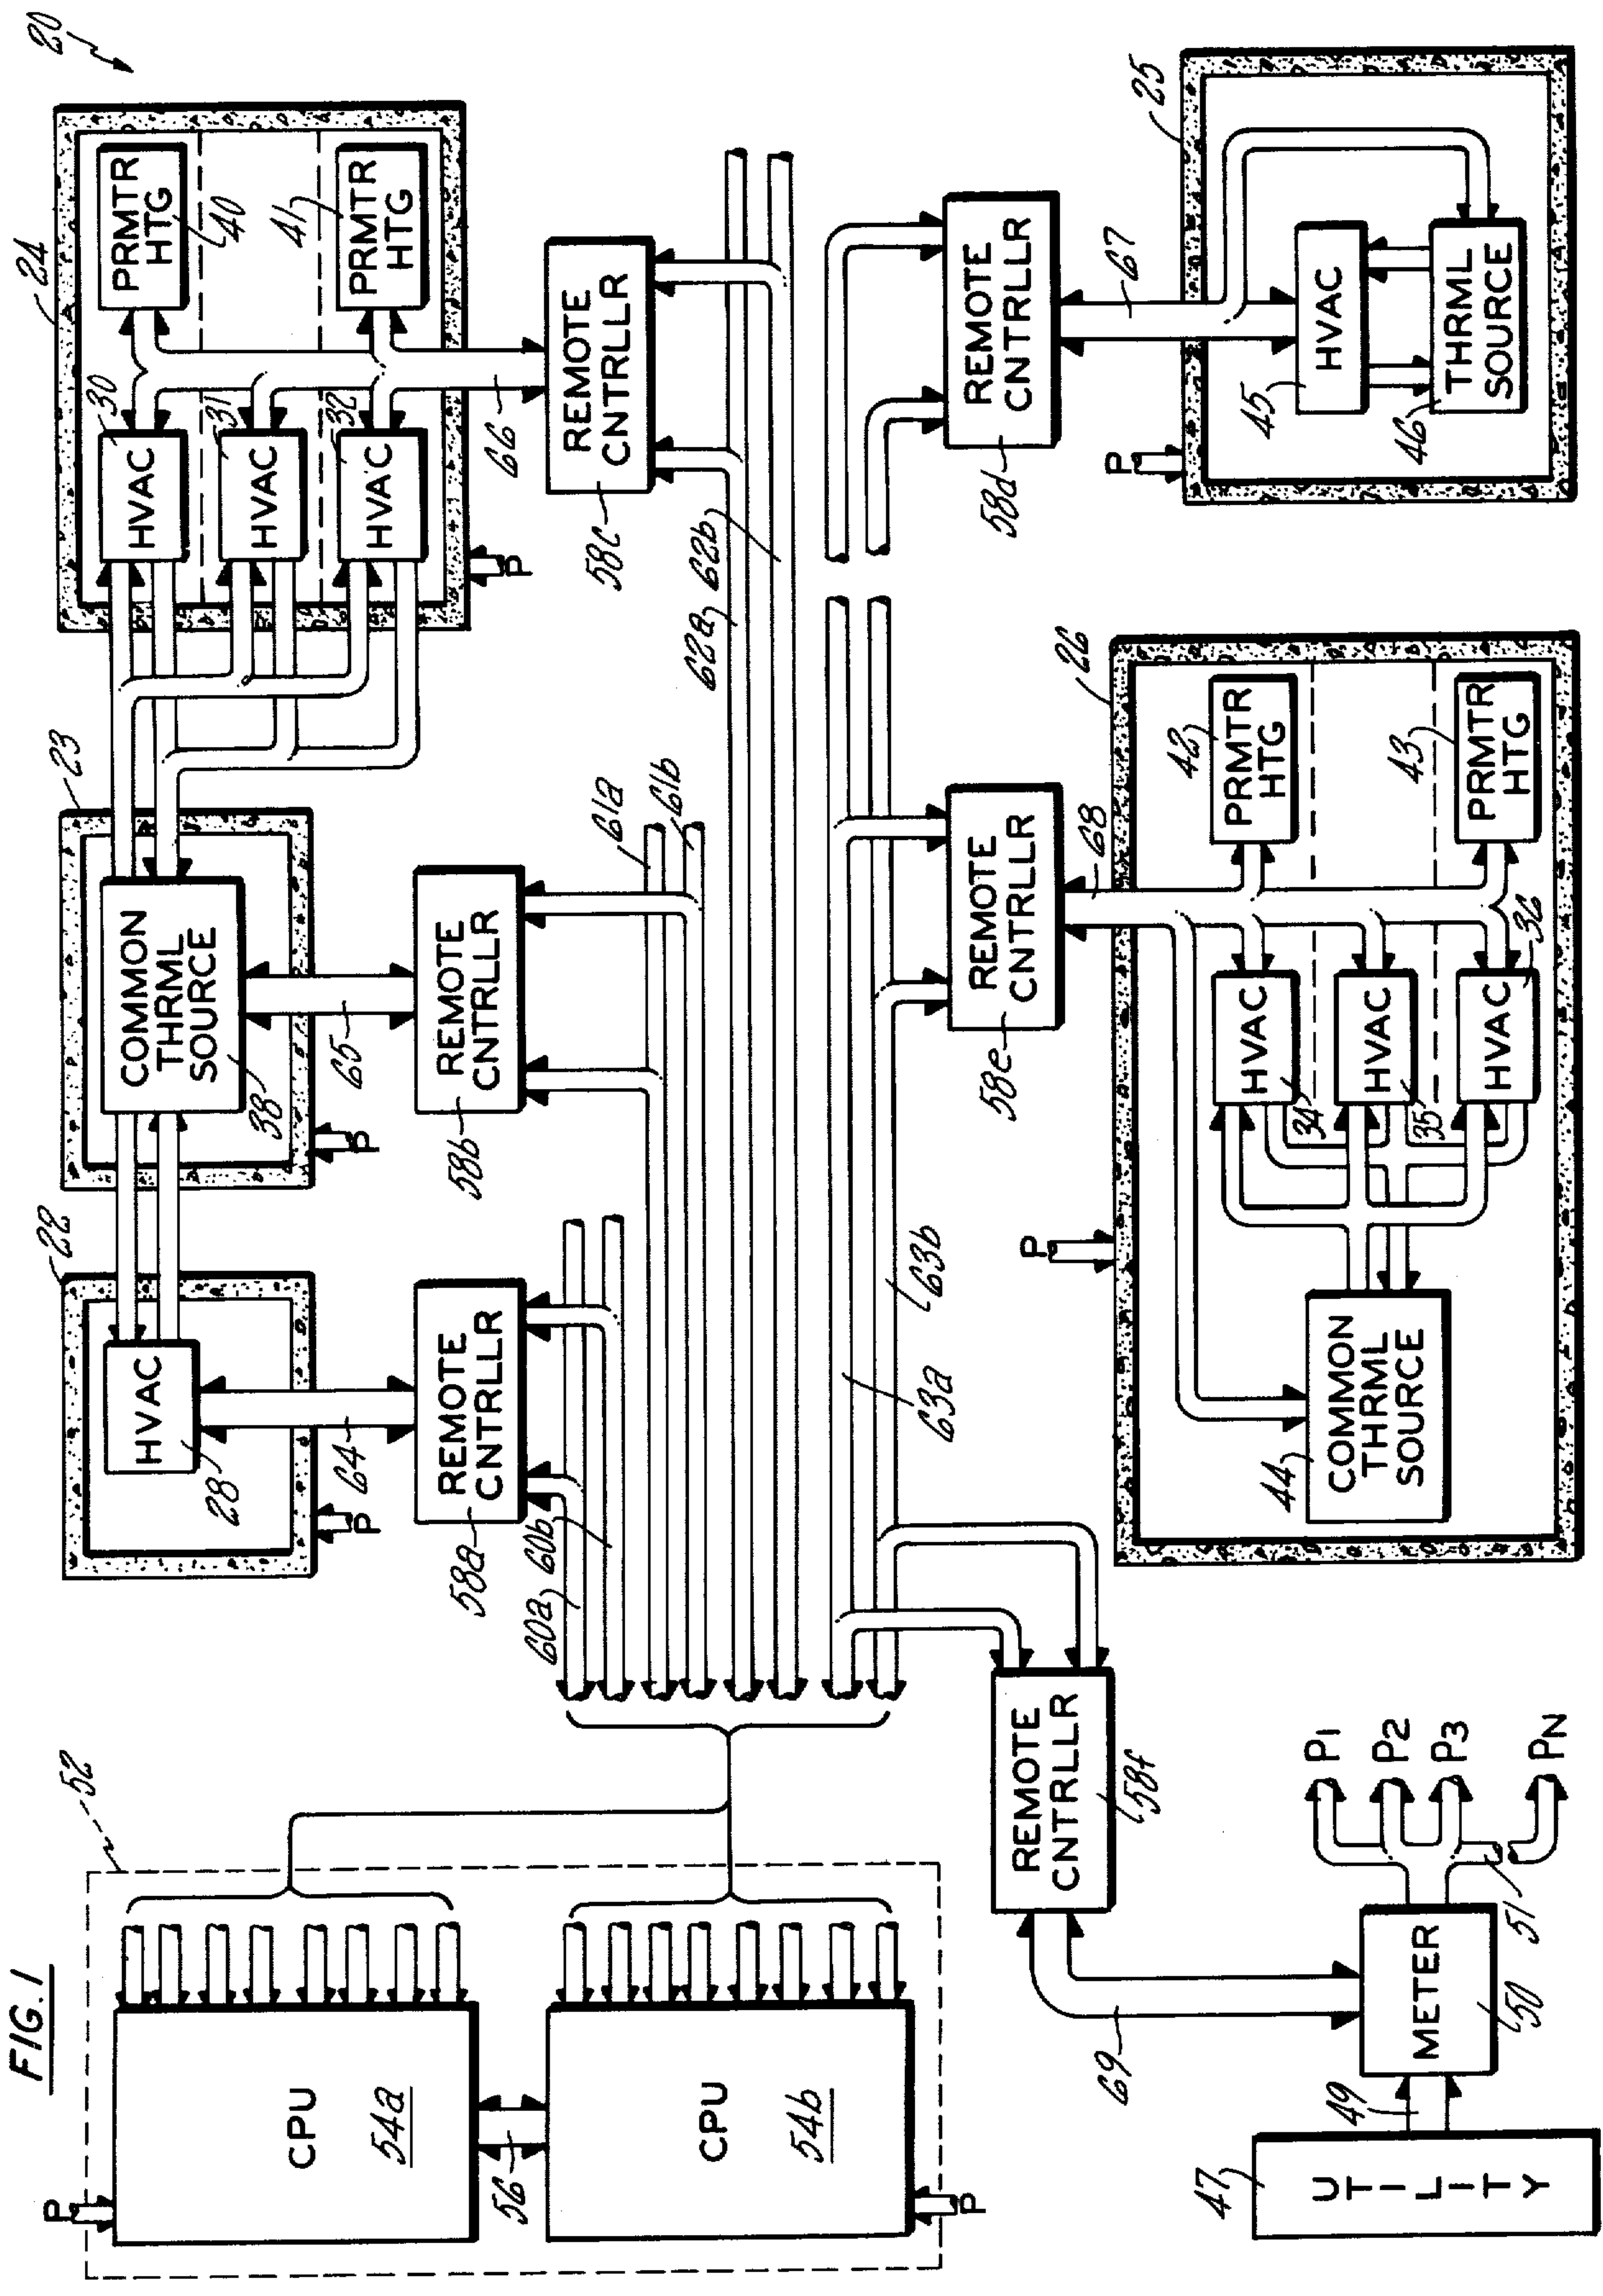 FIG. 1
20
52
CPU
54a
CPU
54b
56
P
P
22
HVAC
28
64
P
REMOTE
CNTRLLR
58a
60a
60b
23
COMMON
THRML
SOURCE
38
65
P
REMOTE
CNTRLLR
58b
61a
61b
24
HVAC
30
HVAC
31
HVAC
32
PRMTR
HTG
40
PRMTR
HTG
41
66
P
REMOTE
CNTRLLR
58c
62a
62b
63a
63b
UTILITY
47
49
METER
50
51
P1
P2
P3
PN
69
REMOTE
CNTRLLR
58f
REMOTE
CNTRLLR
58e
68
P
26
COMMON
THRML
SOURCE
44
HVAC
34
HVAC
35
HVAC
36
PRMTR
HTG
42
PRMTR
HTG
43
REMOTE
CNTRLLR
58d
67
P
25
HVAC
45
THRML
SOURCE
46